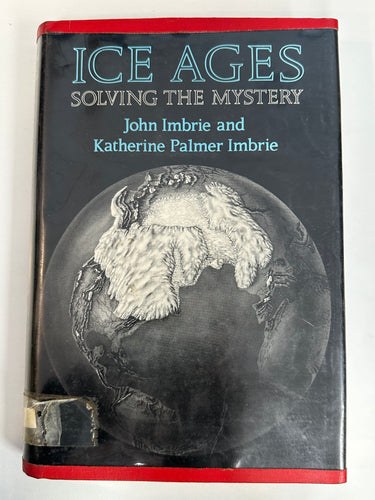 ICE AGES
SOLVING THE MYSTERY
John Imbrie and
Katherine Palmer Imbrie